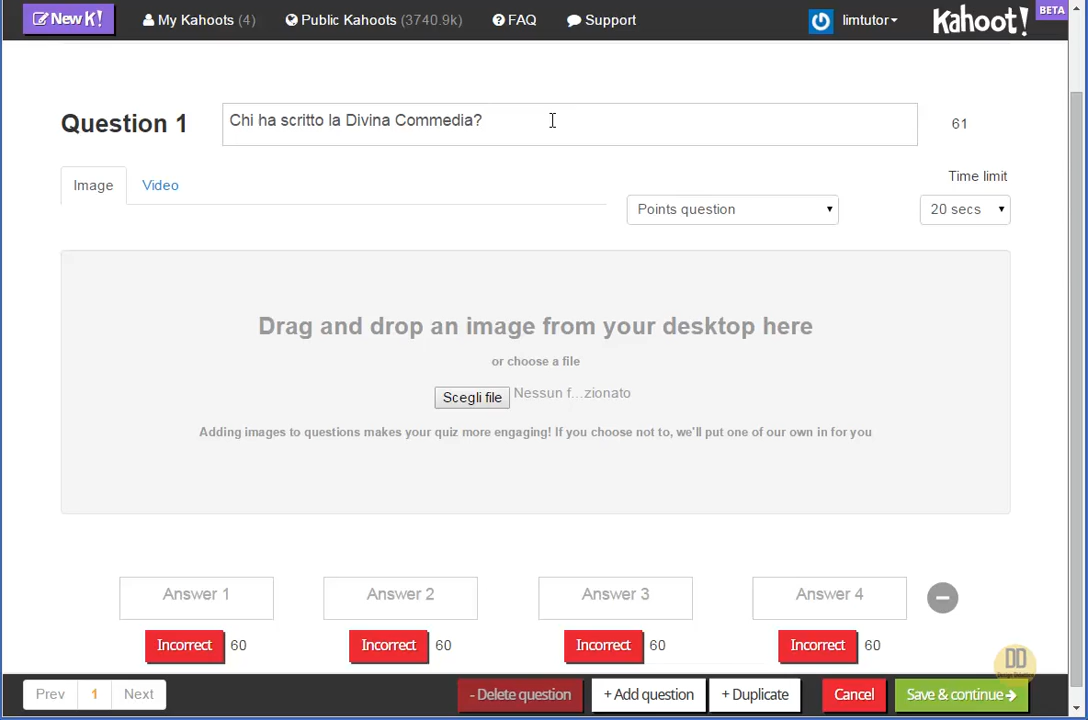 New K! My Kahoots (4) Public Kahoots (3740.9k) FAQ Support limtutor Kahoot! BETA
Question 1 Chi ha scritto la Divina Commedia? 61
Image Video
Time limit
Points question 20 secs
Drag and drop an image from your desktop here
or choose a file
Scegli file Nessun f...zionato
Adding images to questions makes your quiz more engaging! If you choose not to, we'll put one of our own in for you
Answer 1 Answer 2 Answer 3 Answer 4
Incorrect 60 Incorrect 60 Incorrect 60 Incorrect 60
DD
Prev 1 Next - Delete question + Add question + Duplicate Cancel Save & continue